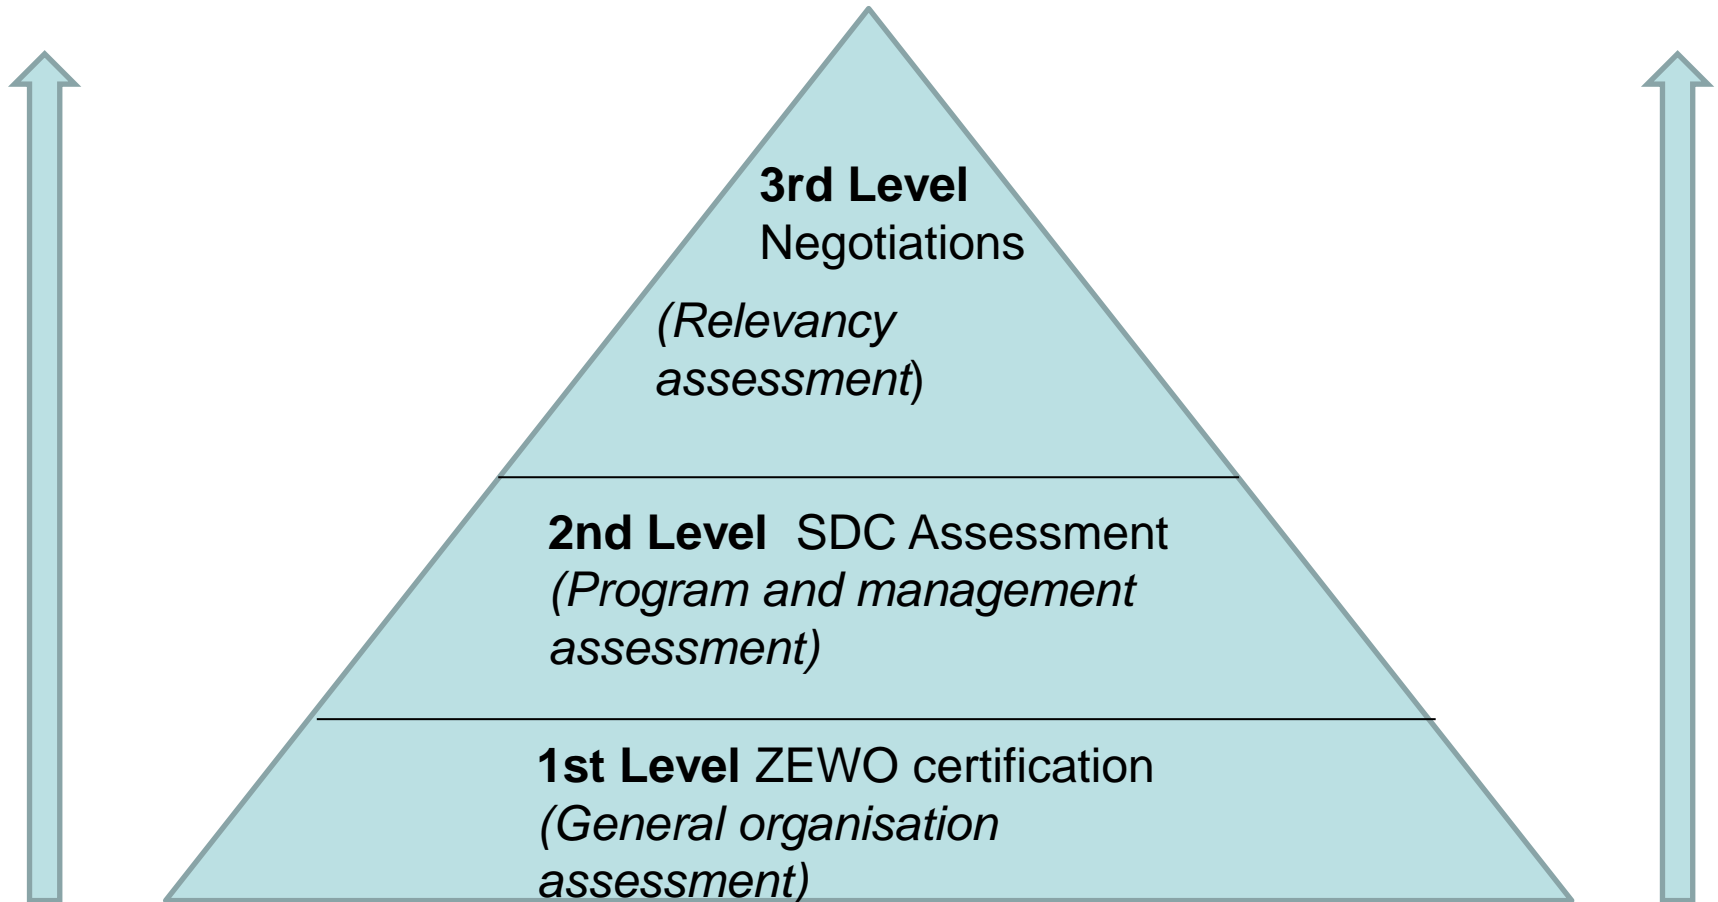 3rd Level
Negotiations
(Relevancy
assessment)
2nd Level  SDC Assessment
(Program and management
assessment)
1st Level ZEWO certification
(General organisation
assessment)